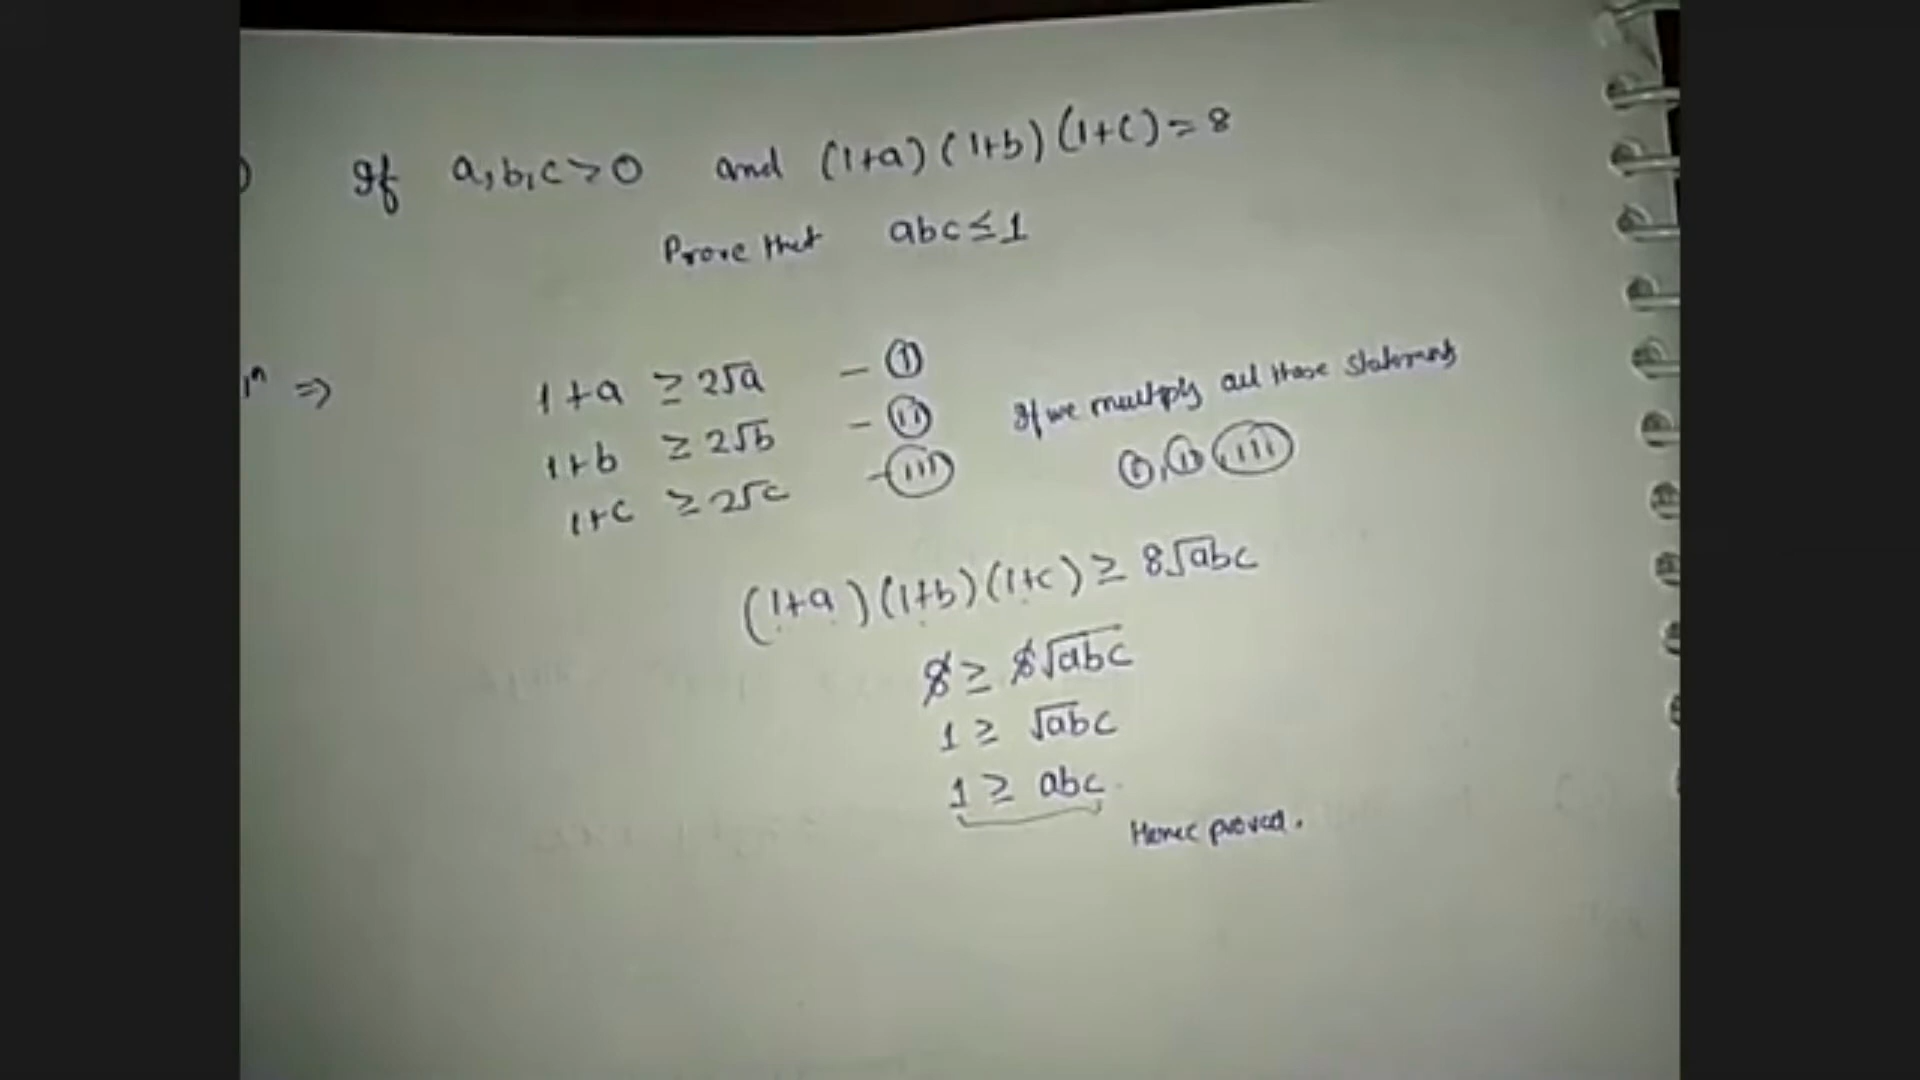 ) If a,b,c>0 and (1+a)(1+b)(1+c)=8
Prove that abc≤1
1ⁿ ⇒
1+a ≥ 2√a — (i)
1+b ≥ 2√b — (ii)
1+c ≥ 2√c — (iii)
If we multiply all these statements
(i), (ii), (iii)
(1+a)(1+b)(1+c) ≥ 8√abc
8 ≥ 8√abc
1 ≥ √abc
1 ≥ abc.
Hence proved.